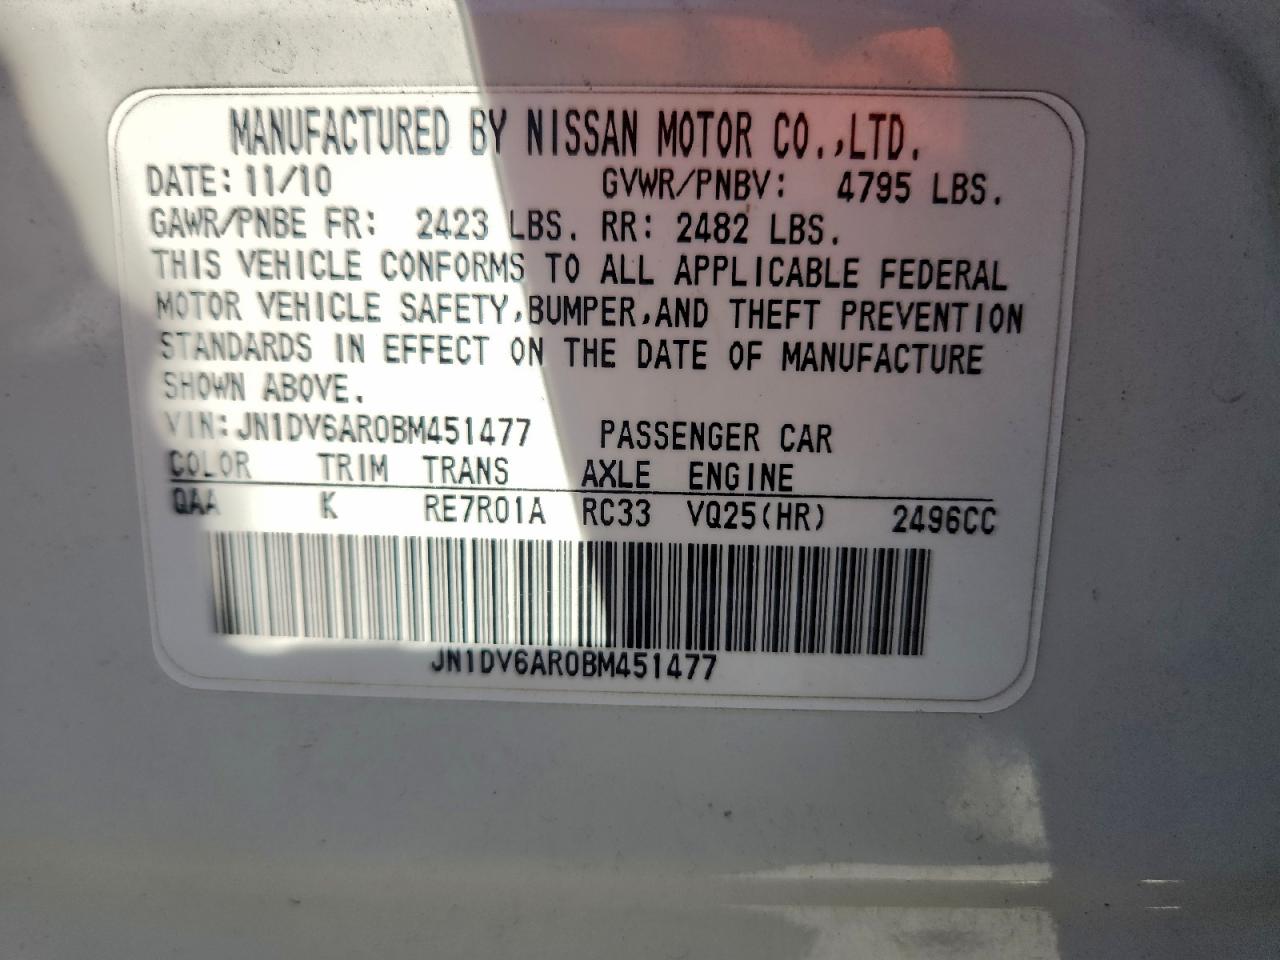 MANUFACTURED BY NISSAN MOTOR CO.,LTD.
DATE: 11/10 GVWR/PNBV: 4795 LBS.
GAWR/PNBE FR: 2423 LBS. RR: 2482 LBS.
THIS VEHICLE CONFORMS TO ALL APPLICABLE FEDERAL
MOTOR VEHICLE SAFETY,BUMPER,AND THEFT PREVENTION
STANDARDS IN EFFECT ON THE DATE OF MANUFACTURE
SHOWN ABOVE.
VIN:JN1DV6AR0BM451477 PASSENGER CAR
COLOR TRIM TRANS AXLE ENGINE
QAA K RE7R01A RC33 VQ25(HR) 2496CC
JN1DV6AR0BM451477